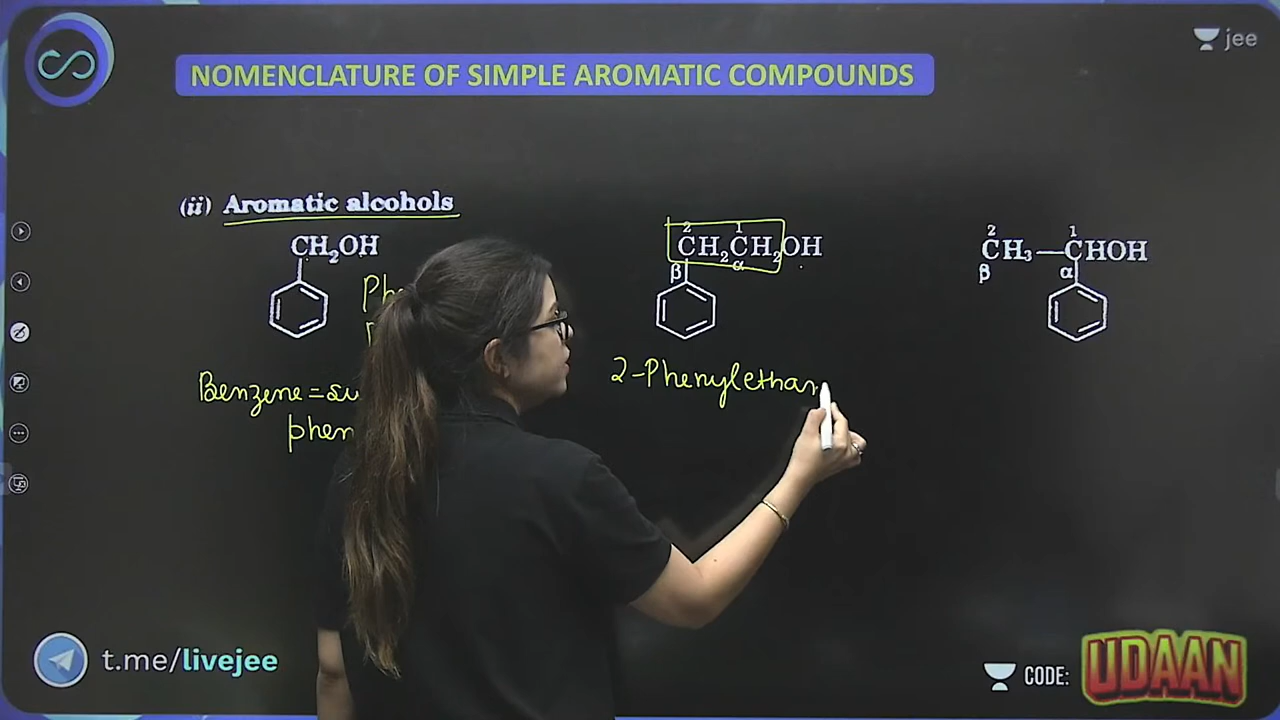 jee
NOMENCLATURE OF SIMPLE AROMATIC COMPOUNDS
(ii) Aromatic alcohols
CH₂OH
2 1
CH₂CH₂OH
β α
2 1
CH₃—CHOH
β α
Benzene =
2-Phenylethan
t.me/livejee
CODE: UDAAN